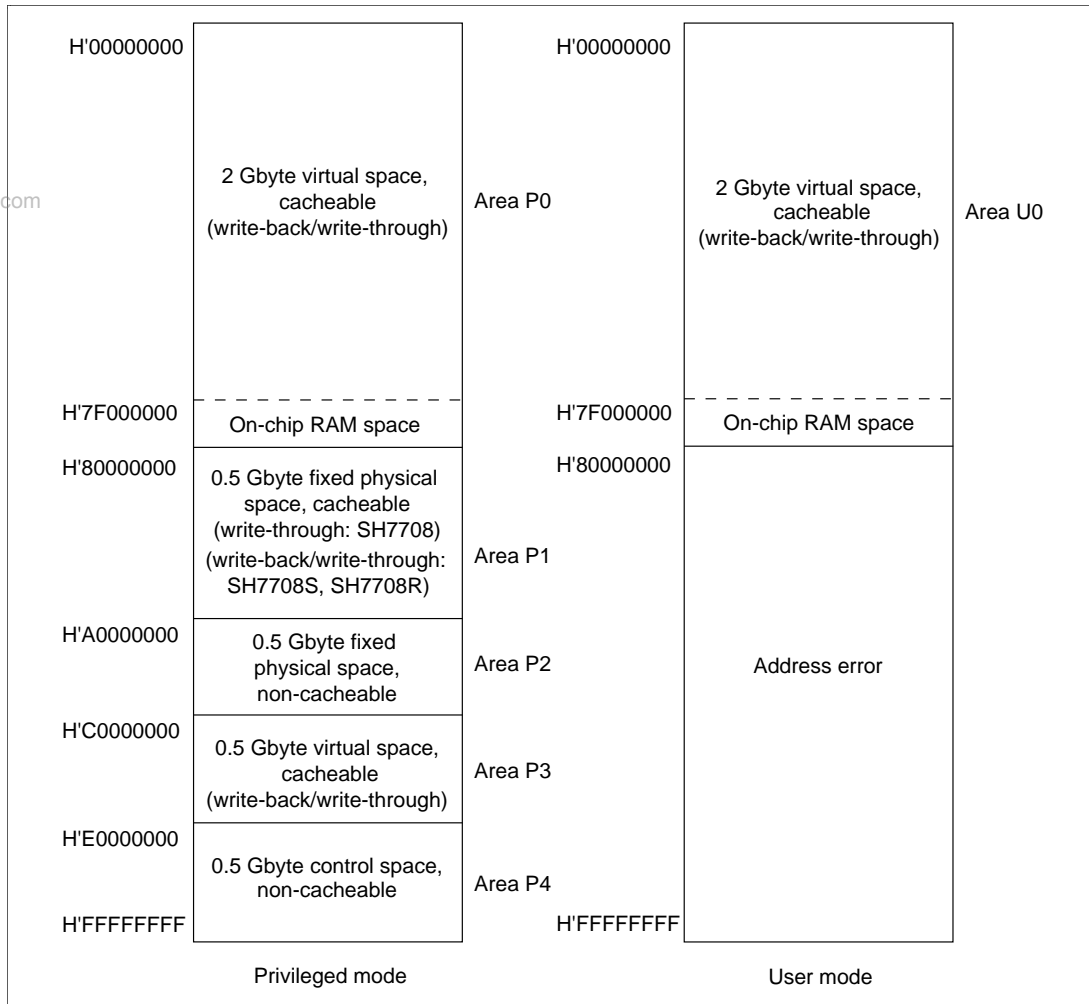 H'00000000
2 Gbyte virtual space,
cacheable
(write-back/write-through)
Area P0
H'7F000000
On-chip RAM space
H'80000000
0.5 Gbyte fixed physical
space, cacheable
(write-through: SH7708)
(write-back/write-through:
SH7708S, SH7708R)
Area P1
H'A0000000
0.5 Gbyte fixed
physical space,
non-cacheable
Area P2
H'C0000000
0.5 Gbyte virtual space,
cacheable
(write-back/write-through)
Area P3
H'E0000000
0.5 Gbyte control space,
non-cacheable
Area P4
H'FFFFFFFF
Privileged mode
H'00000000
2 Gbyte virtual space,
cacheable
(write-back/write-through)
Area U0
H'7F000000
On-chip RAM space
H'80000000
Address error
H'FFFFFFFF
User mode
com